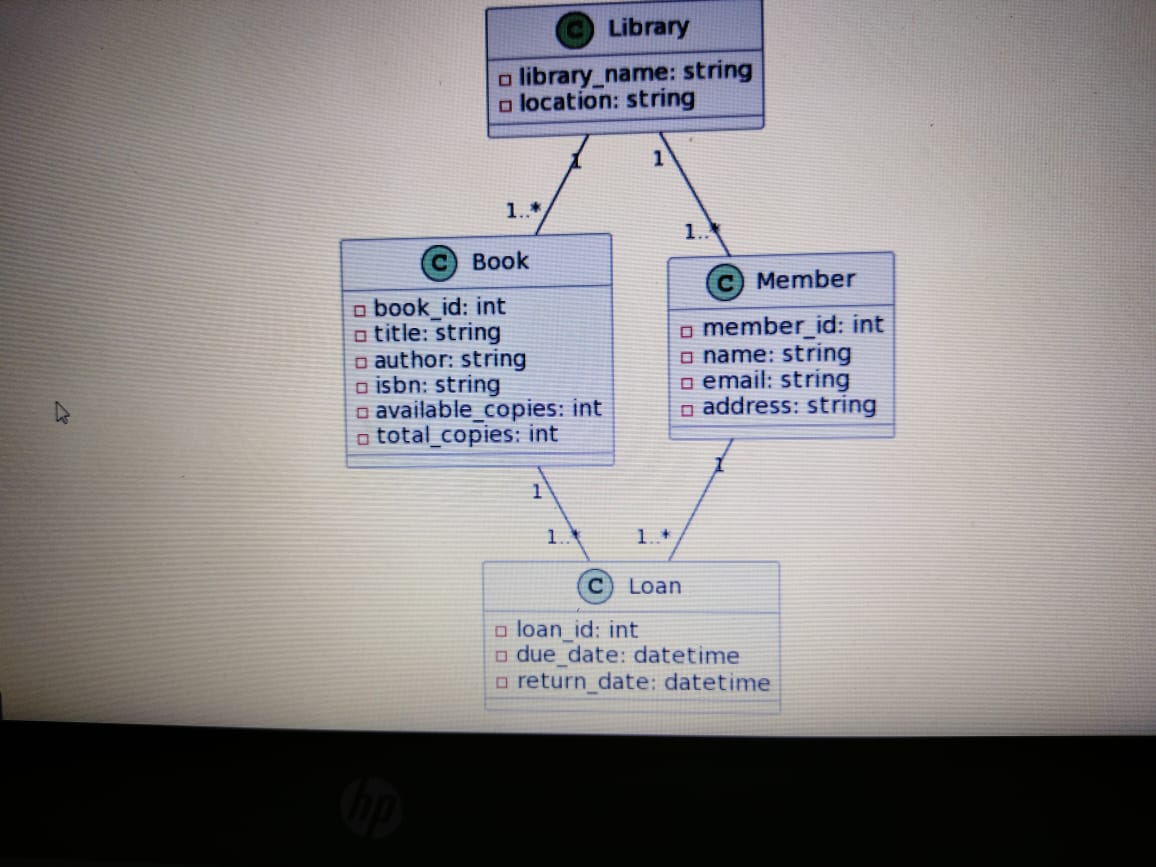 C Library
library_name: string
location: string
1
1
1..*
1..*
C Book
book_id: int
title: string
author: string
isbn: string
available_copies: int
total_copies: int
C Member
member_id: int
name: string
email: string
address: string
1
1
1..*
1..*
C Loan
loan_id: int
due_date: datetime
return_date: datetime
hp